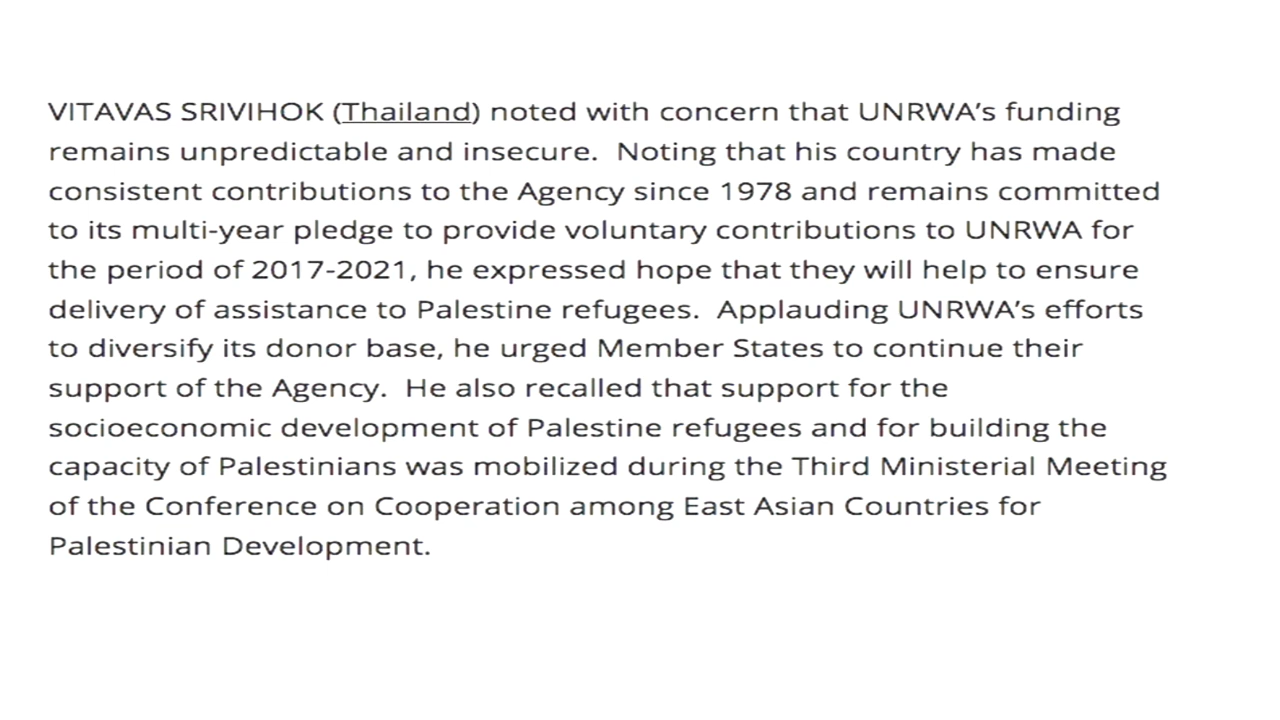 VITAVAS SRIVIHOK (Thailand) noted with concern that UNRWA’s funding
remains unpredictable and insecure.  Noting that his country has made
consistent contributions to the Agency since 1978 and remains committed
to its multi-year pledge to provide voluntary contributions to UNRWA for
the period of 2017-2021, he expressed hope that they will help to ensure
delivery of assistance to Palestine refugees.  Applauding UNRWA’s efforts
to diversify its donor base, he urged Member States to continue their
support of the Agency.  He also recalled that support for the
socioeconomic development of Palestine refugees and for building the
capacity of Palestinians was mobilized during the Third Ministerial Meeting
of the Conference on Cooperation among East Asian Countries for
Palestinian Development.